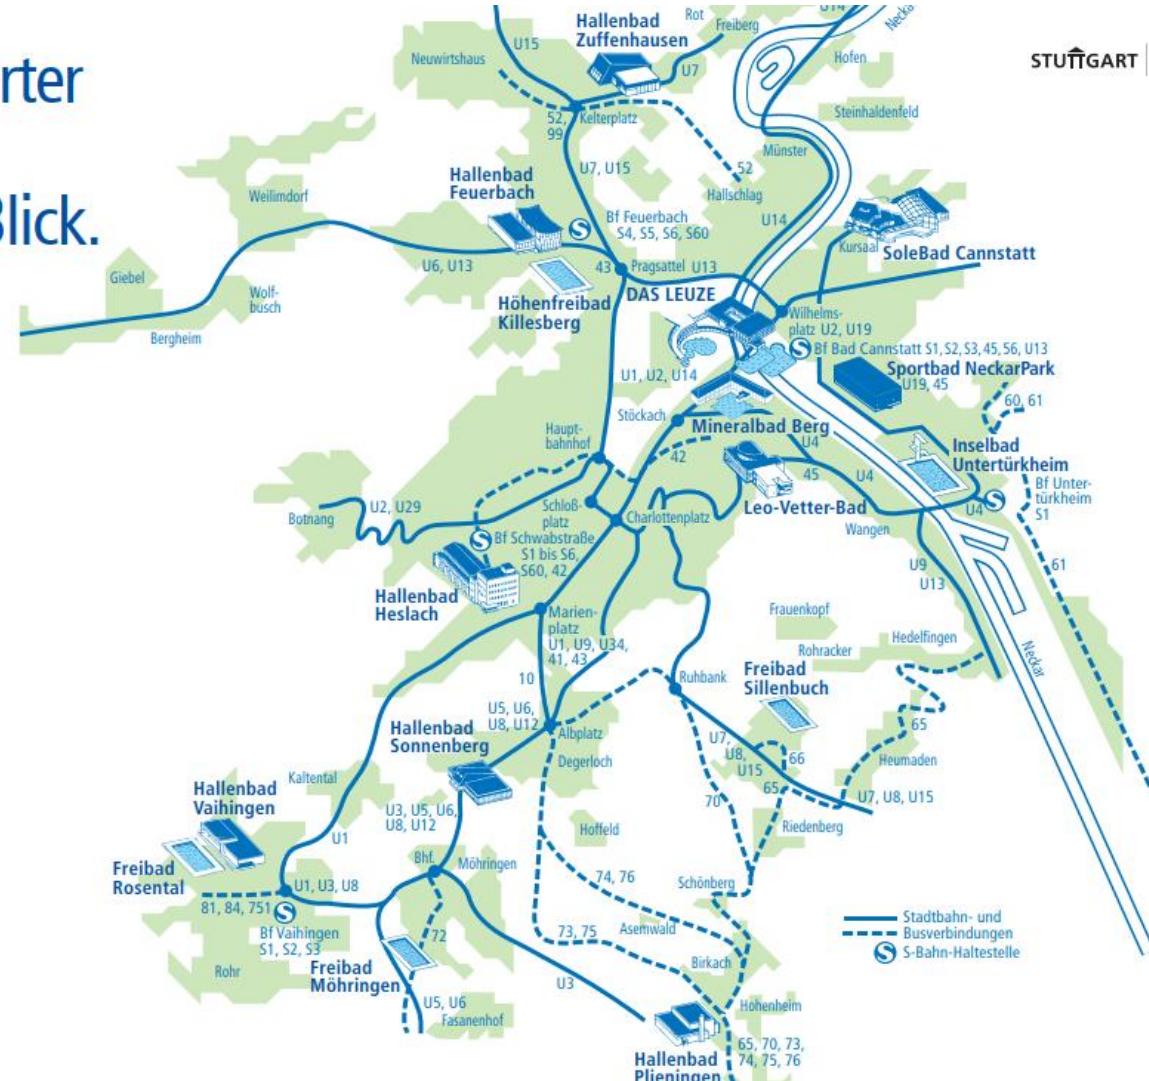 rter
Blick.
STUTTGART
Hallenbad
Zuffenhausen
Rot
Freiberg
U14
Neckar
U15
Neuwirtshaus
U7
Hofen
Steinhaldenfeld
52,
99
Kelterplatz
Münster
U7, U15
52
Hallschlag
Hallenbad
Feuerbach
Weilimdorf
Bf Feuerbach
S4, S5, S6, S60
U14
Kursaal
SoleBad Cannstatt
U6, U13
43
Pragsattel
U13
Giebel
Wolf-
busch
Bergheim
Höhenfreibad
Killesberg
DAS LEUZE
Wilhelms-
platz U2, U19
Bf Bad Cannstatt S1, S2, S3, 45, 56, U13
Sportbad NeckarPark
U19, 45
60, 61
U1, U2, U14
Stöckach
Mineralbad Berg
Haupt-
bahnhof
42
U4
45
U4
Inselbad
Untertürkheim
Bf Unter-
türkheim
S1
U4
Leo-Vetter-Bad
Wangen
U2, U29
Botnang
Schloß-
platz
Charlottenplatz
Bf Schwabstraße,
S1 bis S6,
S60, 42
61
U9
U13
Hallenbad
Heslach
Marien-
platz
U1, U9, U34,
41, 43
Frauenkopf
Hedelfingen
Rohracker
Neckar
10
Ruhbank
Freibad
Sillenbuch
U5, U6,
U8, U12
Albplatz
Degerloch
Hallenbad
Sonnenberg
U7,
U8,
U15
66
65
65
Heumaden
Kaltental
Hallenbad
Vaihingen
U3, U5, U6,
U8, U12
70
U7, U8, U15
Riedenberg
U1
Hoffeld
Bhf.
Möhringen
Freibad
Rosental
U1, U3, U8
74, 76
Schönberg
81, 84, 751
Bf Vaihingen
S1, S2, S3
72
73, 75
Asemwald
Stadtbahn- und
Busverbindungen
S-Bahn-Haltestelle
Rohr
Freibad
Möhringen
Birkach
U3
U5, U6
Fasanenhof
Hohenheim
Hallenbad
Plieningen
65, 70, 73,
74, 75, 76